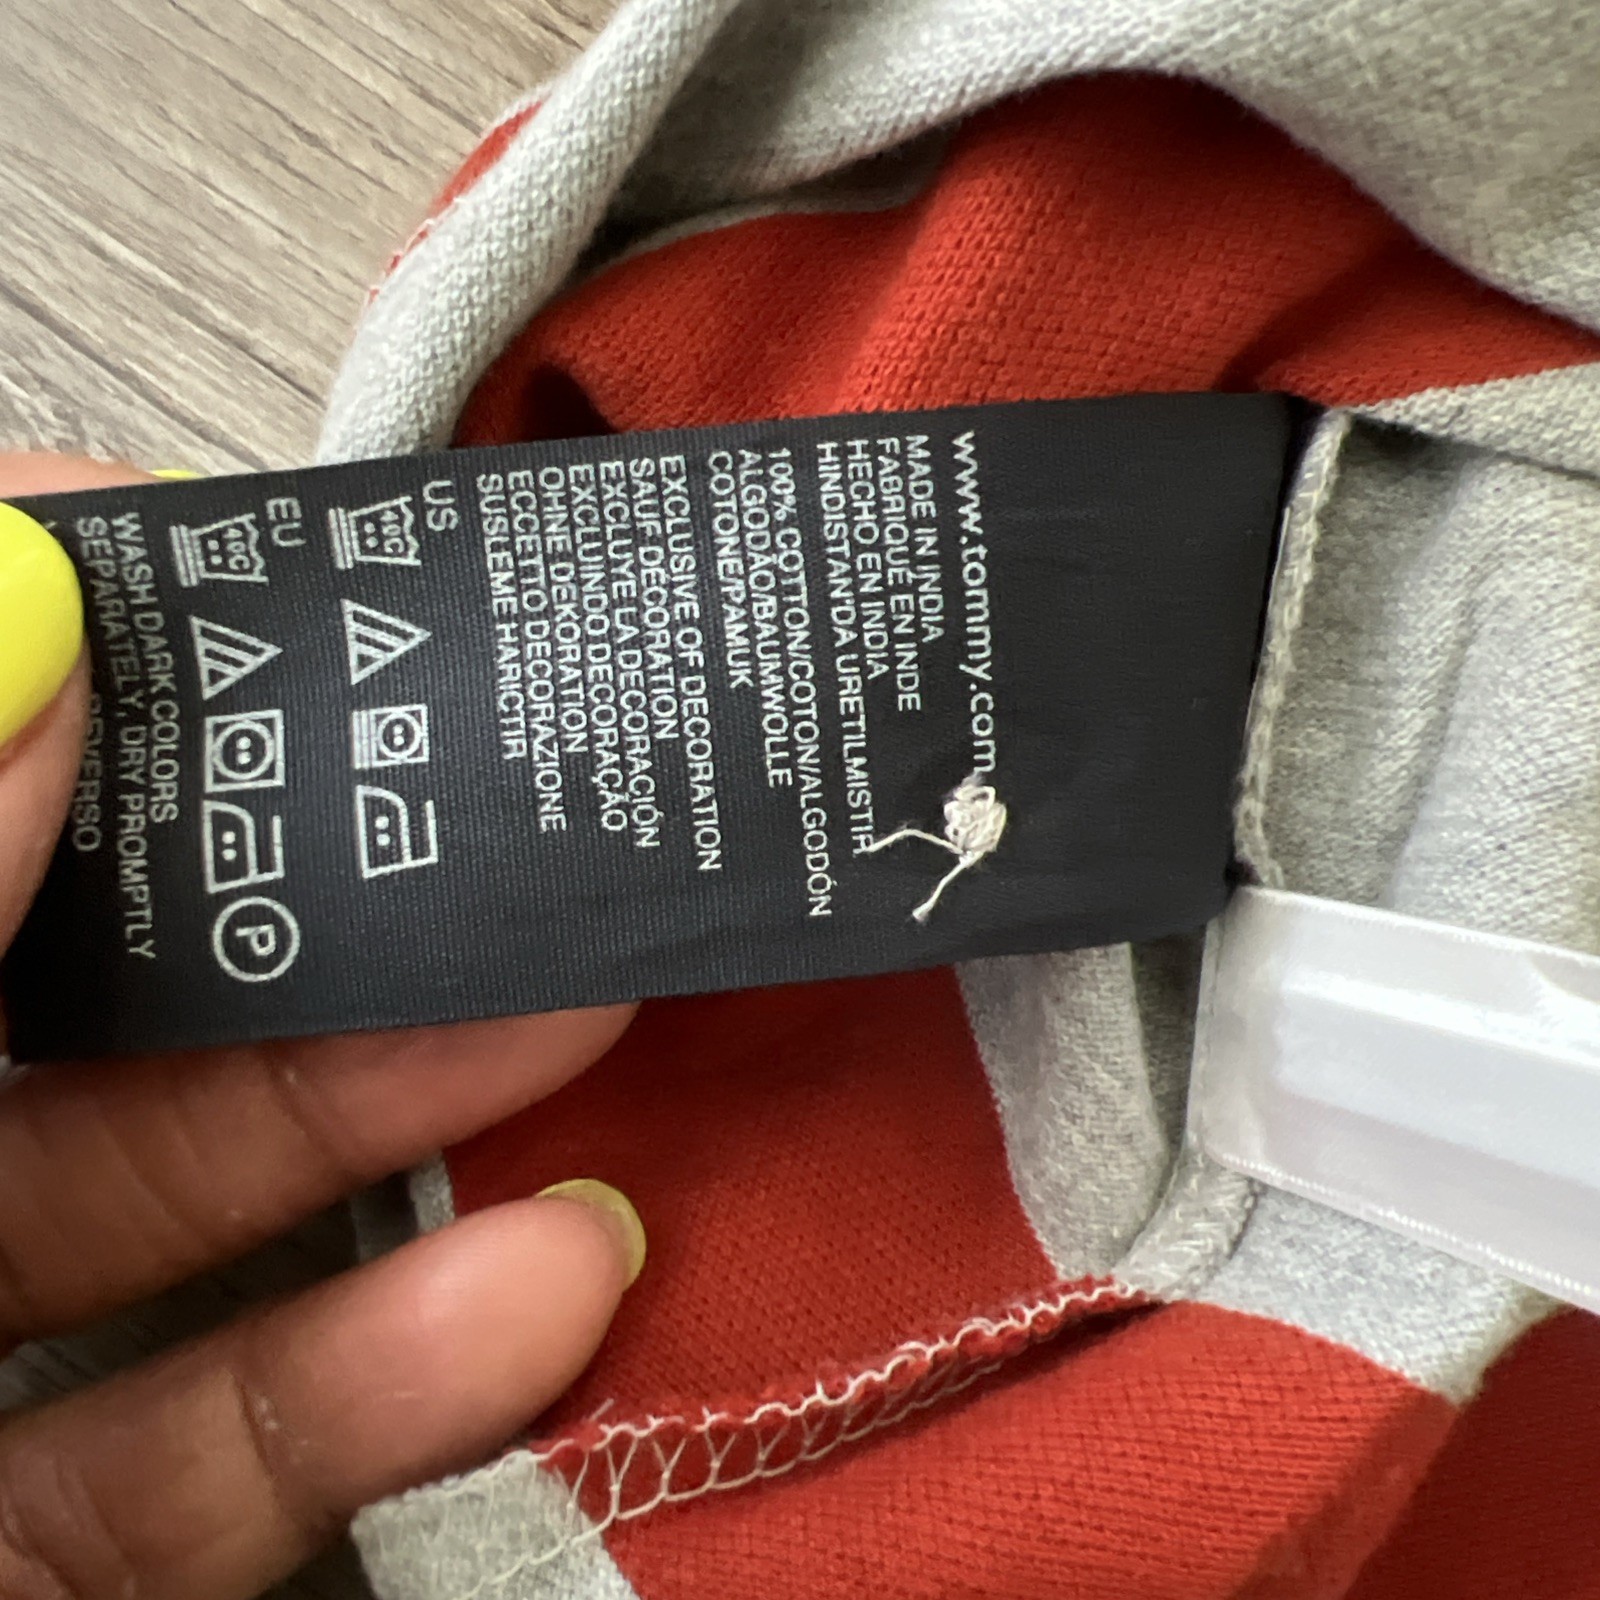 www.tommy.com
MADE IN INDIA
FABRIQUÉ EN INDE
HECHO EN INDIA
HINDISTAN'DA URETILMISTIR
100% COTTON/COTON/ALGODÓN
ALGODÃO/BAUMWOLLE
COTONE/PAMUK
EXCLUSIVE OF DECORATION
SAUF DÉCORATION
EXCLUYE LA DECORACIÓN
EXCLUINDO DECORAÇÃO
OHNE DEKORATION
ECCETTO DECORAZIONE
SUSLEME HARICTIR
US
40C
EU
40C
P
WASH DARK COLORS
SEPARATELY, DRY PROMPTLY